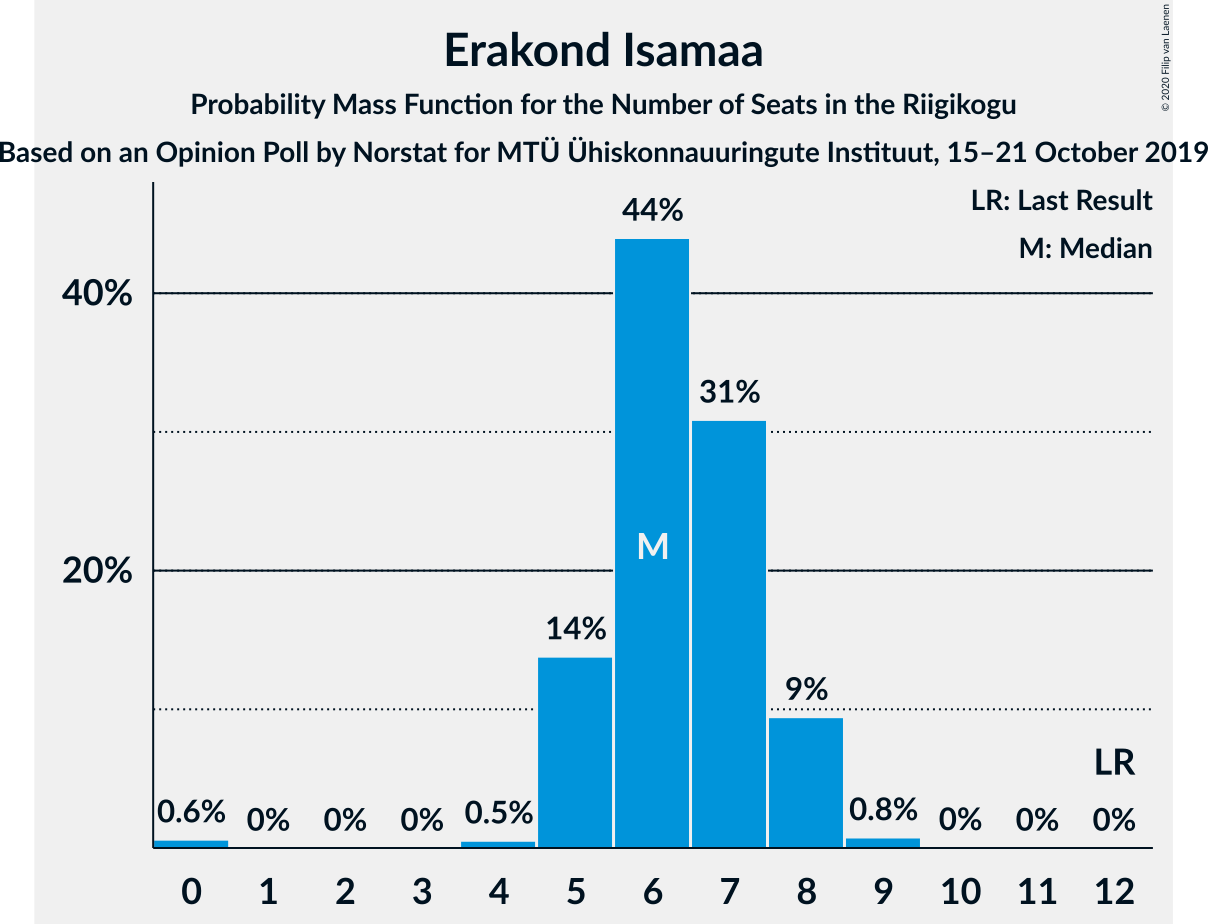 Erakond Isamaa
Probability Mass Function for the Number of Seats in the Riigikogu
Based on an Opinion Poll by Norstat for MTÜ Ühiskonnauuringute Instituut, 15–21 October 2019
© 2020 Filip van Laenen
LR: Last Result
M: Median
44%
40%
31%
M
20%
14%
9%
LR
0.6% 0% 0% 0% 0.5% 0.8% 0% 0% 0%
0 1 2 3 4 5 6 7 8 9 10 11 12